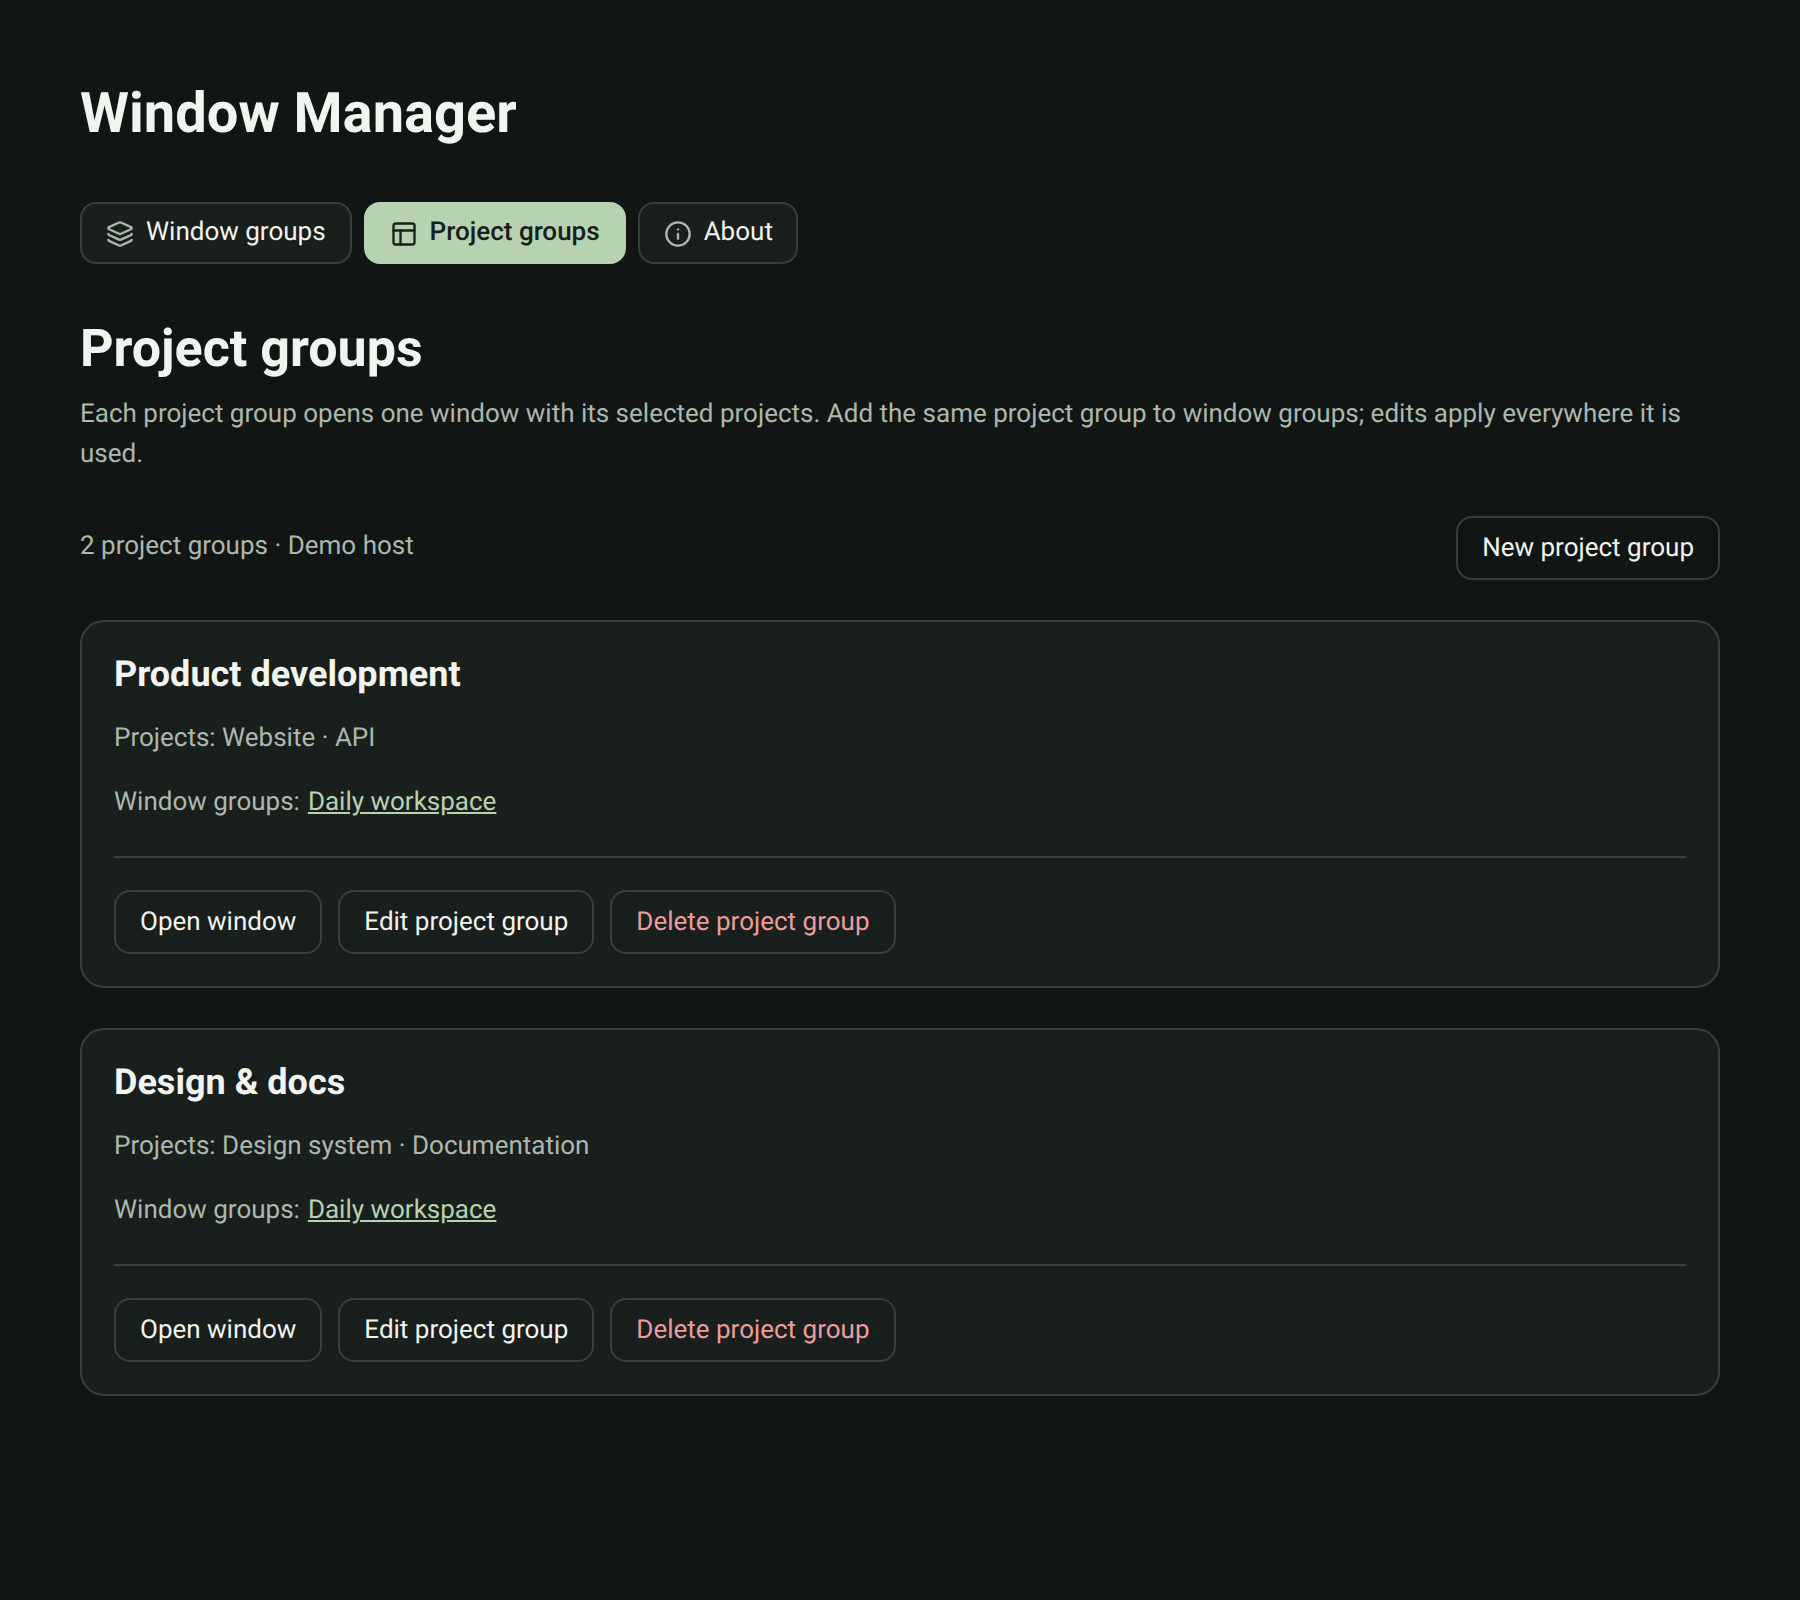 Window Manager
Window groups
Project groups
About
Project groups
Each project group opens one window with its selected projects. Add the same project group to window groups; edits apply everywhere it is
used.
2 project groups · Demo host
New project group
Product development
Projects: Website · API
Window groups: Daily workspace
Open window
Edit project group
Delete project group
Design & docs
Projects: Design system · Documentation
Window groups: Daily workspace
Open window
Edit project group
Delete project group